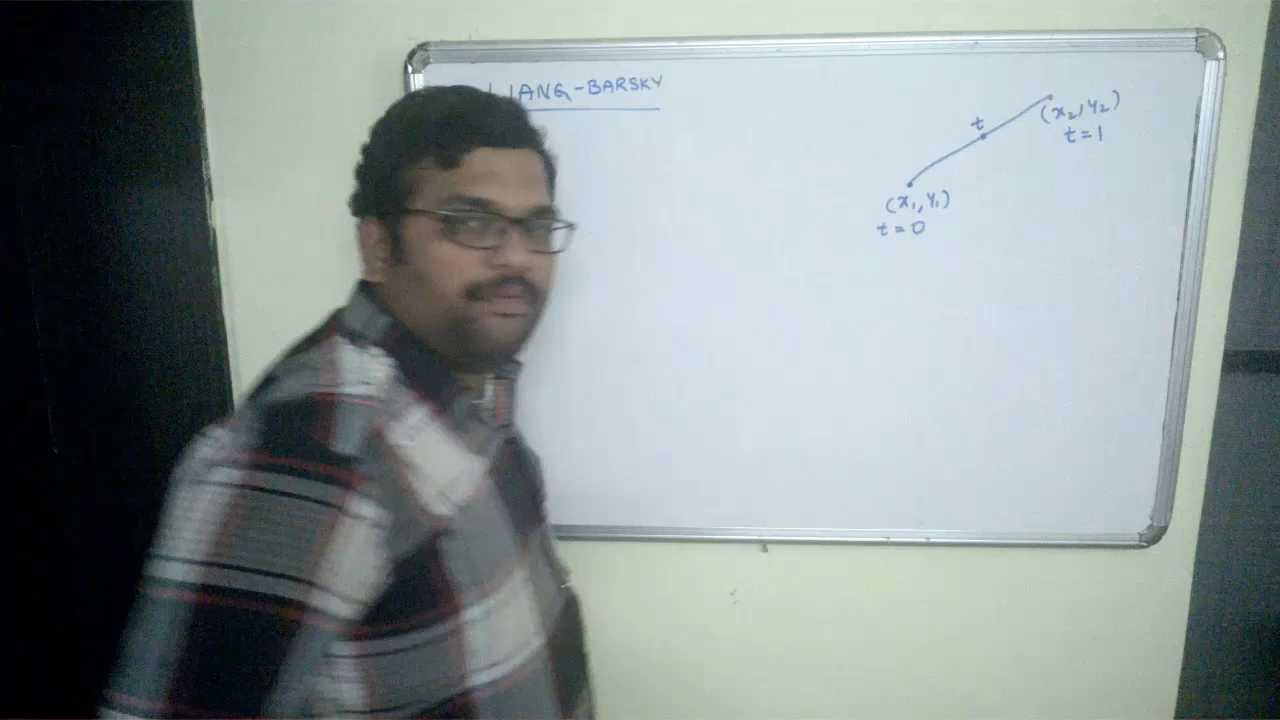 LIANG-BARSKY
t
(x₂, y₂)
t=1
(x₁, y₁)
t=0